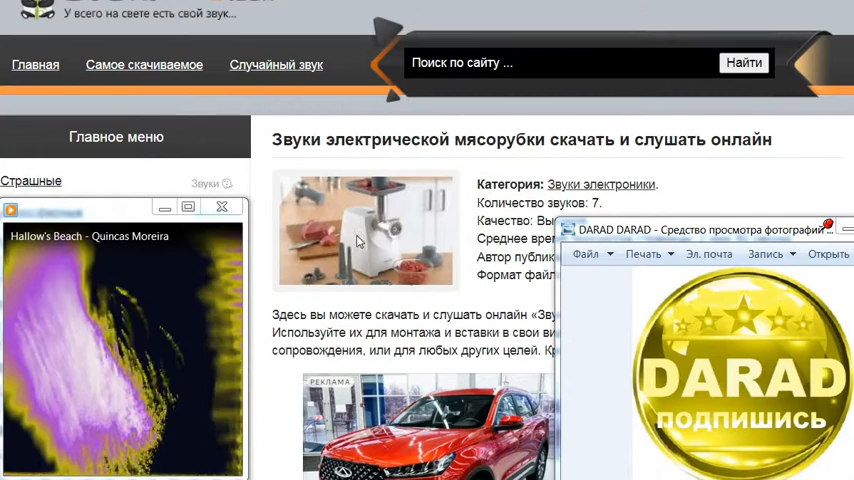 У всего на свете есть свой звук...
Главная
Самое скачиваемое
Случайный звук
Поиск по сайту ...
Найти
Главное меню
Звуки электрической мясорубки скачать и слушать онлайн
Страшные
Звуки
Категория: Звуки электроники.
Количество звуков: 7.
Качество: Вы
Среднее вре
Автор публик
Формат файл
Hallow's Beach - Quincas Moreira
DARAD DARAD - Средство просмотра фотографий ...
Файл
Печать
Эл. почта
Запись
Открыть
Здесь вы можете скачать и слушать онлайн «Зву
Используйте их для монтажа и вставки в свои ви
сопровождения, или для любых других целей. К
РЕКЛАМА
DARAD
подпишись